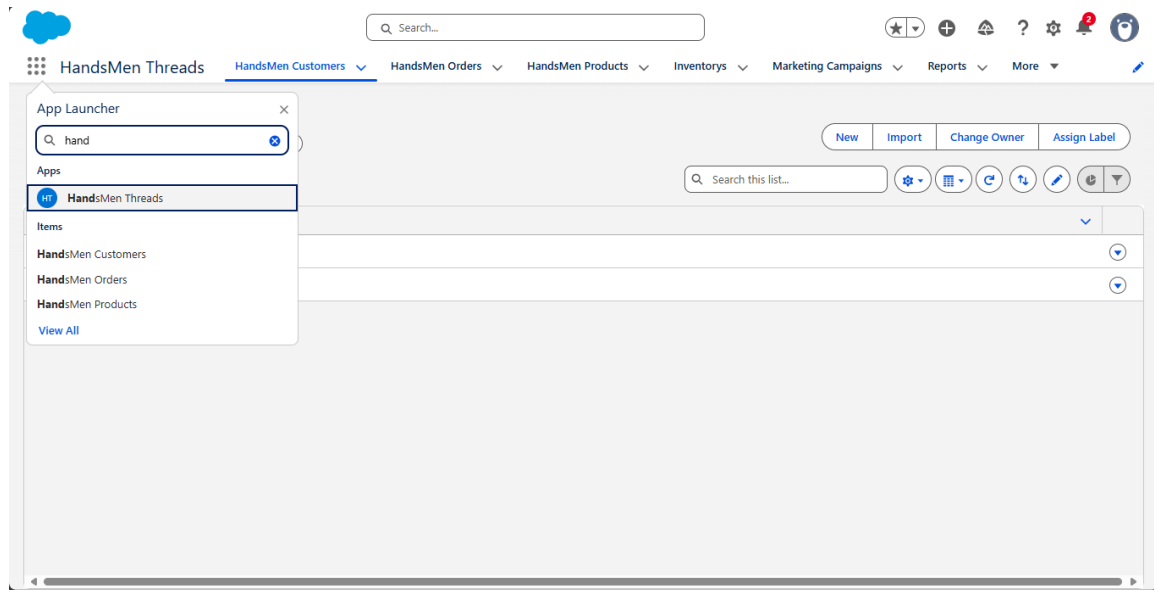 Search...
2
HandsMen Threads HandsMen Customers HandsMen Orders HandsMen Products Inventorys Marketing Campaigns Reports More
App Launcher
hand
New Import Change Owner Assign Label
Apps
Search this list...
HT HandsMen Threads
Items
HandsMen Customers
HandsMen Orders
HandsMen Products
View All